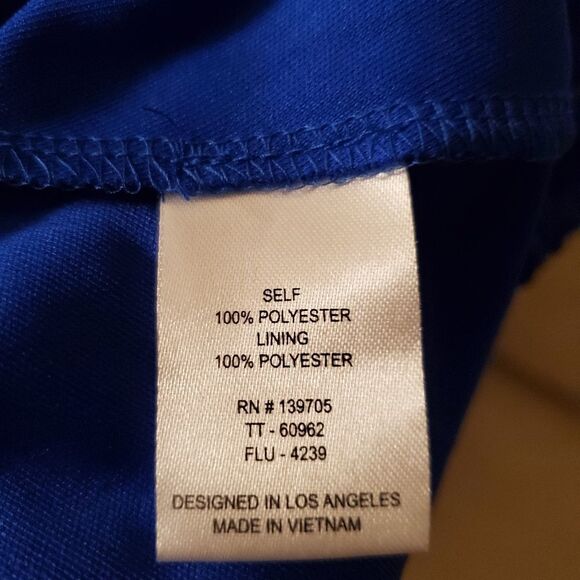 SELF
100% POLYESTER
LINING
100% POLYESTER
RN # 139705
TT - 60962
FLU - 4239
DESIGNED IN LOS ANGELES
MADE IN VIETNAM